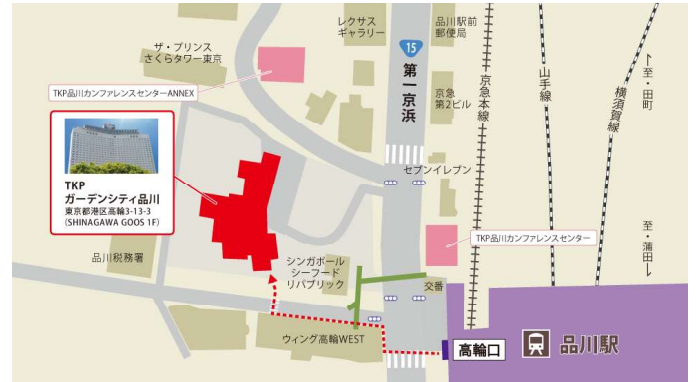 レクサス
ギャラリー
15
品川駅前
郵便局
ザ・プリンス
さくらタワー東京
第一京浜
京急本線
山手線
横須賀線
至・田町
TKP品川カンファレンスセンターANNEX
京急
第2ビル
TKP
ガーデンシティ品川
東京都港区高輪3-13-3
(SHINAGAWA GOOS 1F)
セブンイレブン
TKP品川カンファレンスセンター
至・蒲田
品川税務署
シンガポール
シーフード
リパブリック
交番
ウィング高輪WEST
高輪口
品川駅